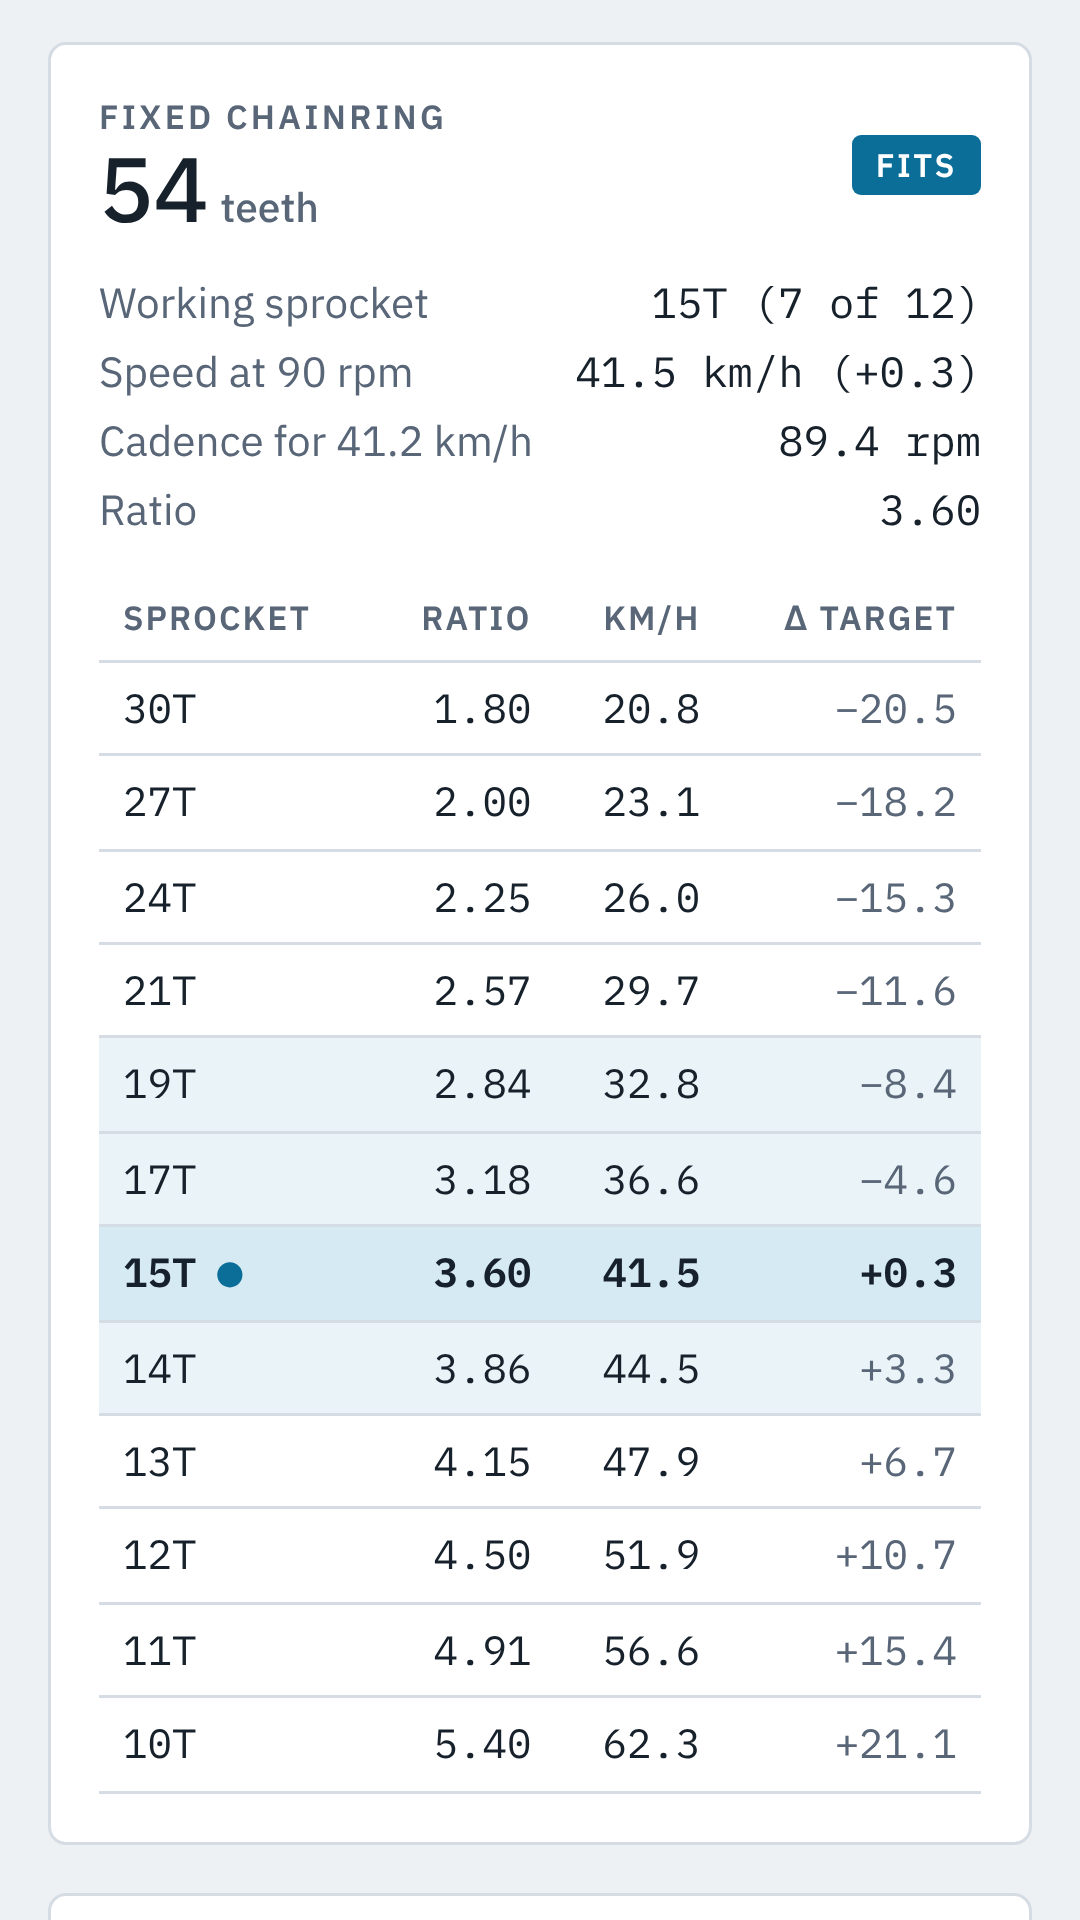 FIXED CHAINRING
54 teeth
FITS
Working sprocket 15T (7 of 12)
Speed at 90 rpm 41.5 km/h (+0.3)
Cadence for 41.2 km/h 89.4 rpm
Ratio 3.60
SPROCKET RATIO KM/H Δ TARGET
30T 1.80 20.8 −20.5
27T 2.00 23.1 −18.2
24T 2.25 26.0 −15.3
21T 2.57 29.7 −11.6
19T 2.84 32.8 −8.4
17T 3.18 36.6 −4.6
15T ● 3.60 41.5 +0.3
14T 3.86 44.5 +3.3
13T 4.15 47.9 +6.7
12T 4.50 51.9 +10.7
11T 4.91 56.6 +15.4
10T 5.40 62.3 +21.1